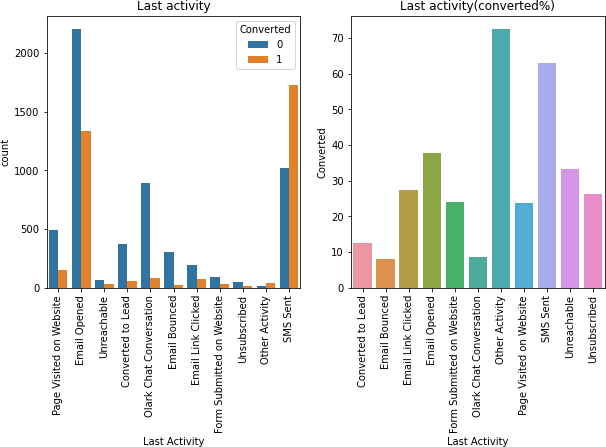 Last activity
Converted
0
1
count
2000
1500
1000
500
0
Page Visited on Website
Email Opened
Unreachable
Converted to Lead
Olark Chat Conversation
Email Bounced
Email Link Clicked
Form Submitted on Website
Unsubscribed
Other Activity
SMS Sent
Last Activity
Last activity(converted%)
Converted
70
60
50
40
30
20
10
0
Converted to Lead
Email Bounced
Email Link Clicked
Email Opened
Form Submitted on Website
Olark Chat Conversation
Other Activity
Page Visited on Website
SMS Sent
Unreachable
Unsubscribed
Last Activity